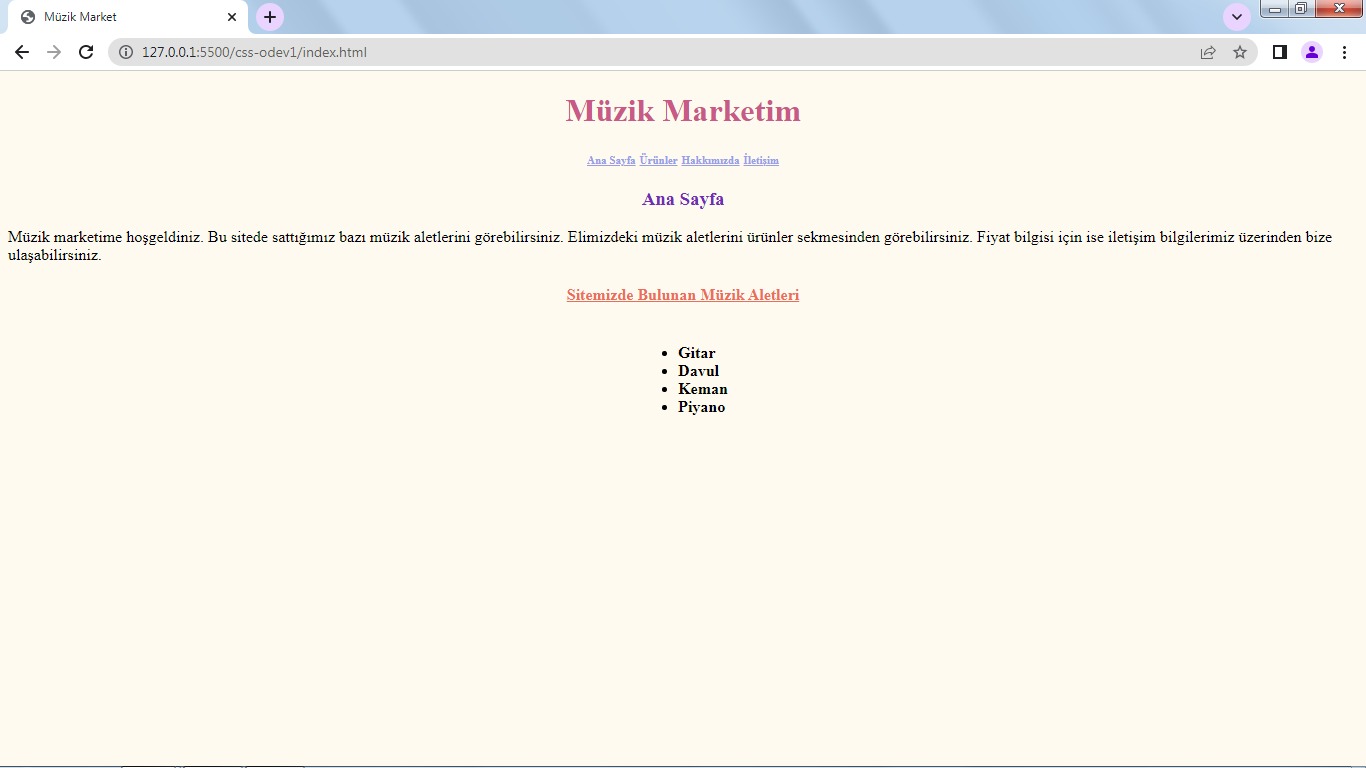 Müzik Market
127.0.0.1:5500/css-odev1/index.html
Müzik Marketim
Ana Sayfa Ürünler Hakkımızda İletişim
Ana Sayfa
Müzik marketime hoşgeldiniz. Bu sitede sattığımız bazı müzik aletlerini görebilirsiniz. Elimizdeki müzik aletlerini ürünler sekmesinden görebilirsiniz. Fiyat bilgisi için ise iletişim bilgilerimiz üzerinden bize
ulaşabilirsiniz.
Sitemizde Bulunan Müzik Aletleri
• Gitar
• Davul
• Keman
• Piyano